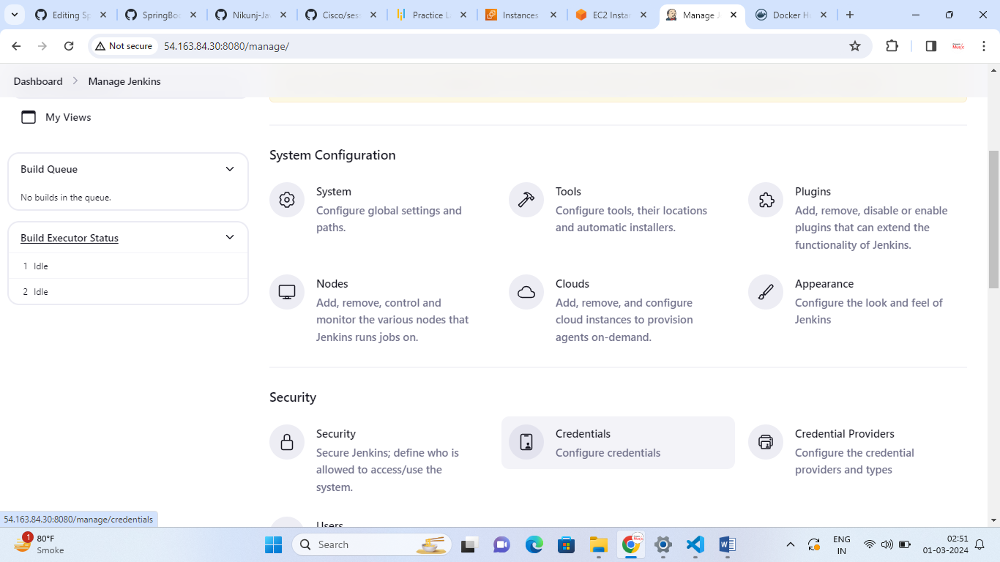 Editing Sp
SpringBoo
Nikunj-Jav
Cisco/sess
Practice Le
Instances
EC2 Instan
Manage J
Docker Hu
Not secure
54.163.84.30:8080/manage/
Dashboard
Manage Jenkins
My Views
Build Queue
No builds in the queue.
Build Executor Status
1 Idle
2 Idle
System Configuration
System
Configure global settings and
paths.
Tools
Configure tools, their locations
and automatic installers.
Plugins
Add, remove, disable or enable
plugins that can extend the
functionality of Jenkins.
Nodes
Add, remove, control and
monitor the various nodes that
Jenkins runs jobs on.
Clouds
Add, remove, and configure
cloud instances to provision
agents on-demand.
Appearance
Configure the look and feel of
Jenkins
Security
Security
Secure Jenkins; define who is
allowed to access/use the
system.
Credentials
Configure credentials
Credential Providers
Configure the credential
providers and types
Users
54.163.84.30:8080/manage/credentials
1
80°F
Smoke
Search
ENG
IN
02:51
01-03-2024